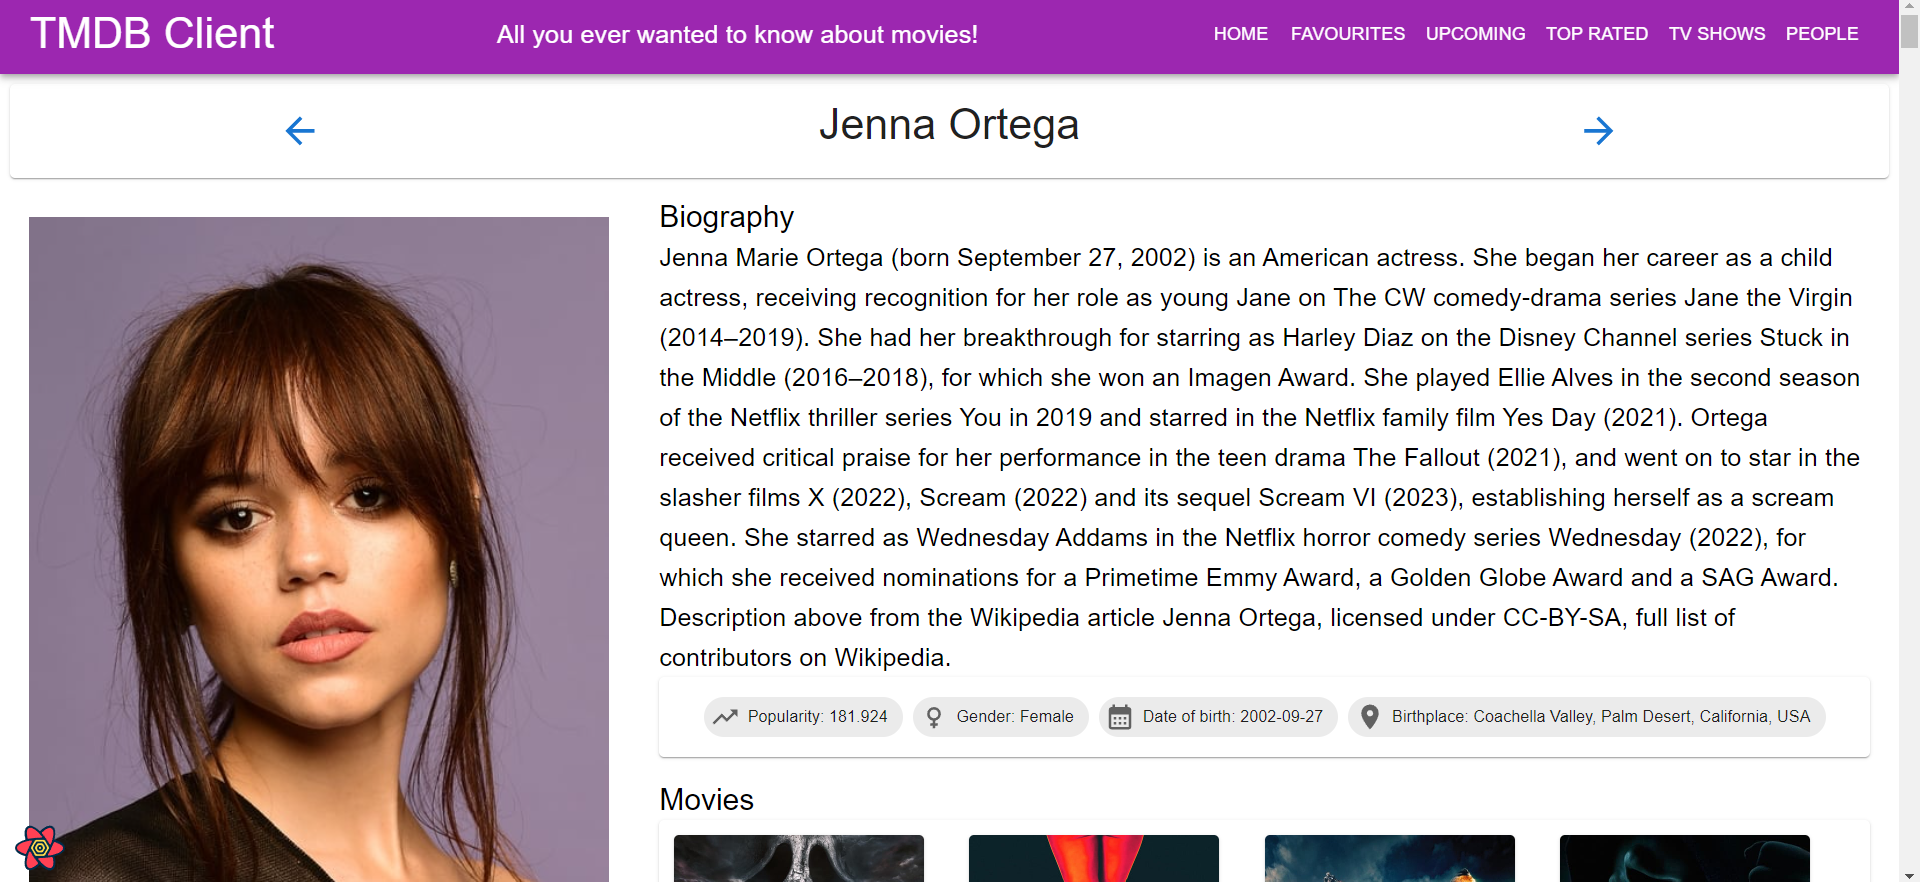 TMDB Client
All you ever wanted to know about movies!
HOME FAVOURITES UPCOMING TOP RATED TV SHOWS PEOPLE
Jenna Ortega
Biography
Jenna Marie Ortega (born September 27, 2002) is an American actress. She began her career as a child
actress, receiving recognition for her role as young Jane on The CW comedy-drama series Jane the Virgin
(2014–2019). She had her breakthrough for starring as Harley Diaz on the Disney Channel series Stuck in
the Middle (2016–2018), for which she won an Imagen Award. She played Ellie Alves in the second season
of the Netflix thriller series You in 2019 and starred in the Netflix family film Yes Day (2021). Ortega
received critical praise for her performance in the teen drama The Fallout (2021), and went on to star in the
slasher films X (2022), Scream (2022) and its sequel Scream VI (2023), establishing herself as a scream
queen. She starred as Wednesday Addams in the Netflix horror comedy series Wednesday (2022), for
which she received nominations for a Primetime Emmy Award, a Golden Globe Award and a SAG Award.
Description above from the Wikipedia article Jenna Ortega, licensed under CC-BY-SA, full list of
contributors on Wikipedia.
Popularity: 181.924
Gender: Female
Date of birth: 2002-09-27
Birthplace: Coachella Valley, Palm Desert, California, USA
Movies